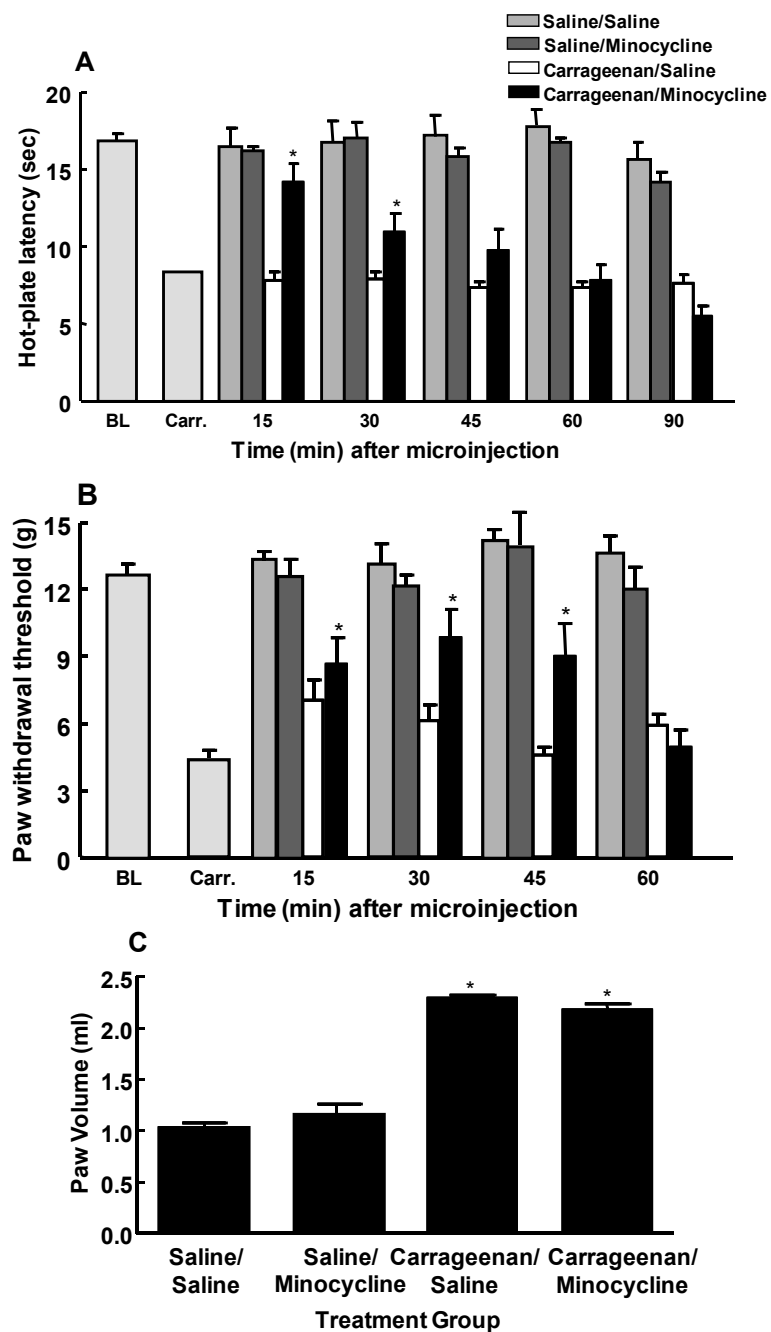 Saline/Saline
Saline/Minocycline
Carrageenan/Saline
Carrageenan/Minocycline
A
Hot-plate latency (sec)
20
15
10
5
0
*
*
BL Carr. 15 30 45 60 90
Time (min) after microinjection
B
Paw withdrawal threshold (g)
15
12
9
6
3
0
*
*
*
BL Carr. 15 30 45 60
Time (min) after microinjection
C
Paw Volume (ml)
2.5
2.0
1.5
1.0
0.5
0.0
*
*
Saline/ Saline/ Carrageenan/ Carrageenan/
Saline Minocycline Saline Minocycline
Treatment Group